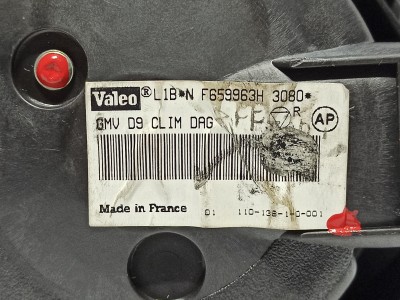 Valeo® L1B*N F659963H 3080*
GMV D9 CLIM DAG R AP
Made in France 01 110-138-1-0-001